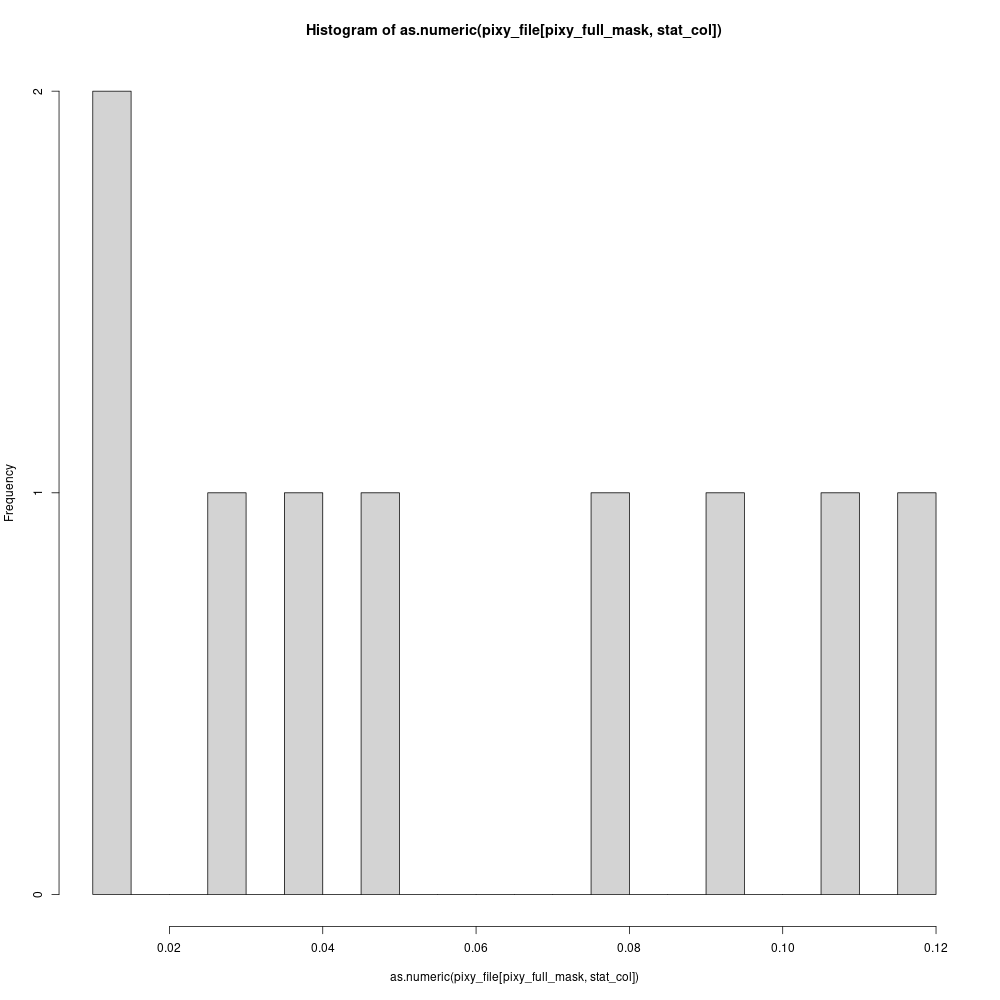 Histogram of as.numeric(pixy_file[pixy_full_mask, stat_col])
2
1
0
Frequency
0.02 0.04 0.06 0.08 0.10 0.12
as.numeric(pixy_file[pixy_full_mask, stat_col])